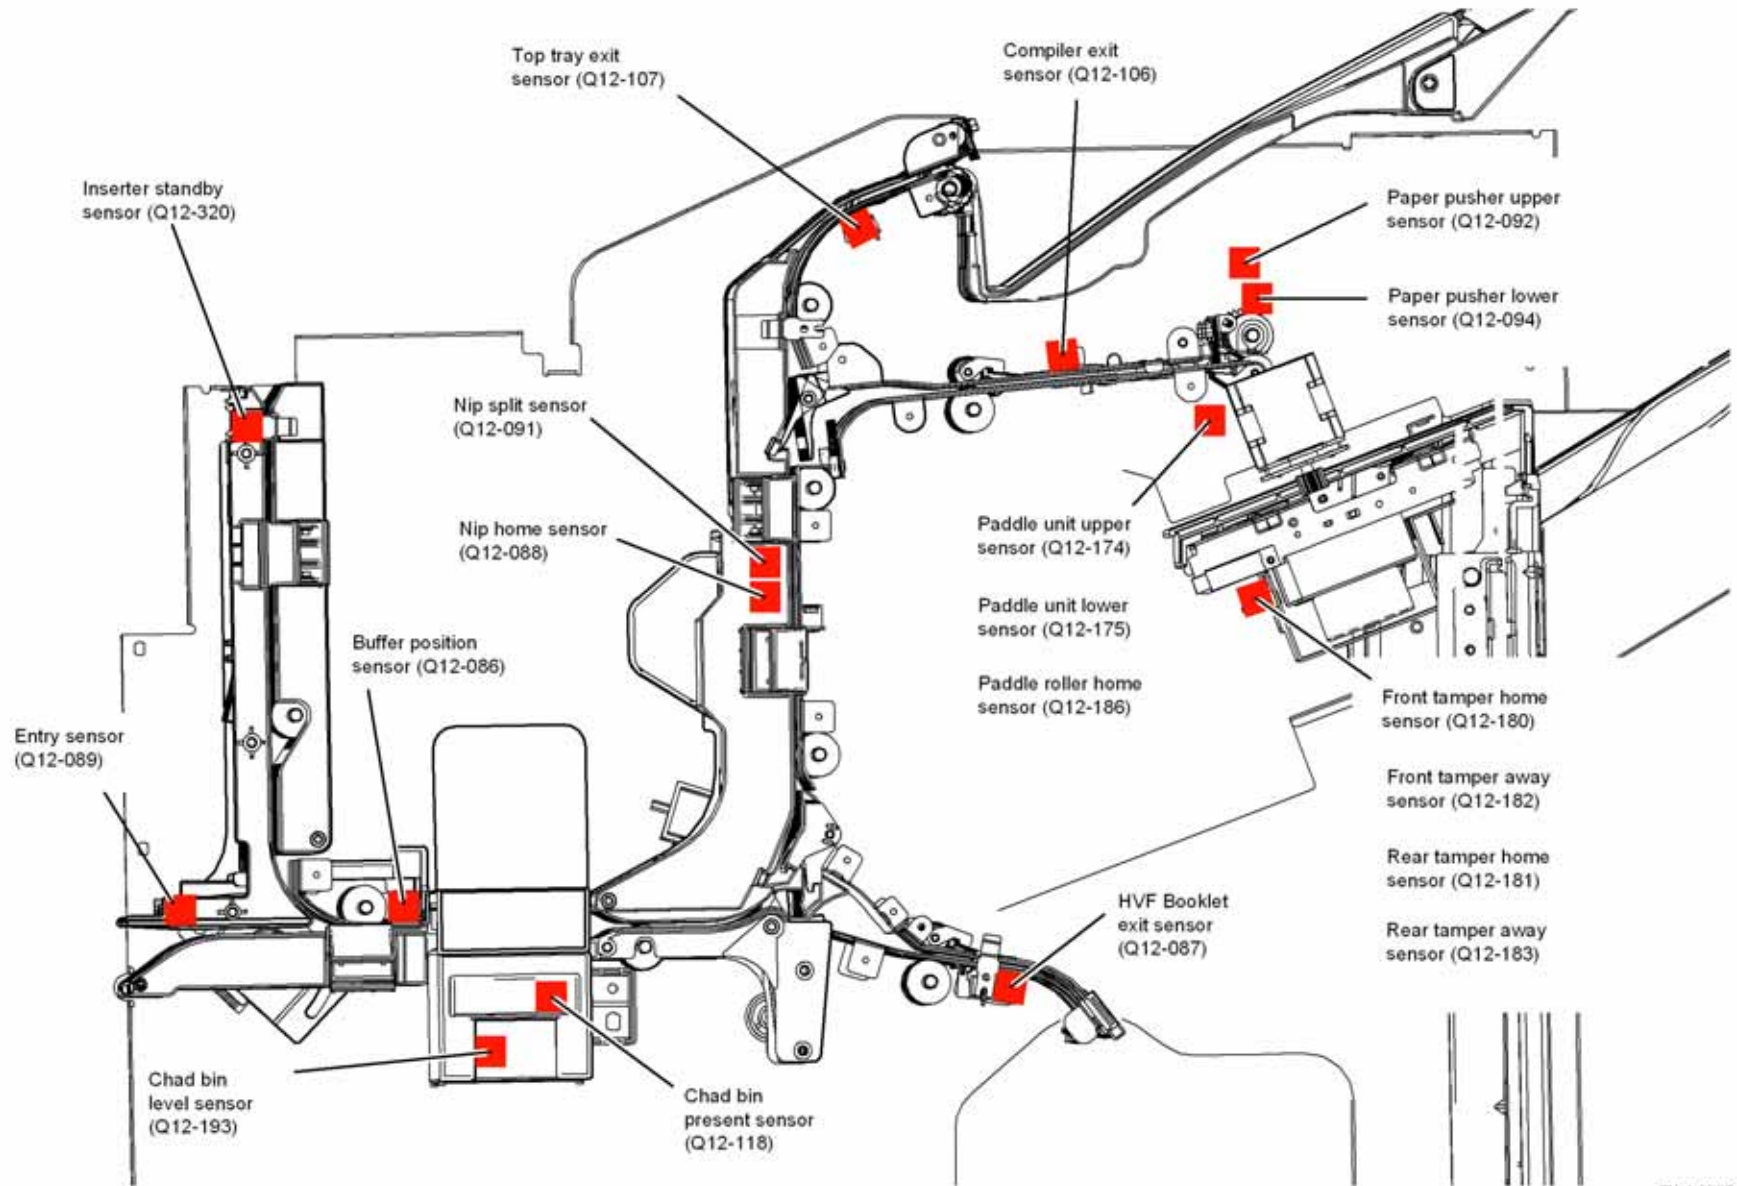 Top tray exit
sensor (Q12-107)
Compiler exit
sensor (Q12-106)
Inserter standby
sensor (Q12-320)
Paper pusher upper
sensor (Q12-092)
Paper pusher lower
sensor (Q12-094)
Nip split sensor
(Q12-091)
Nip home sensor
(Q12-088)
Paddle unit upper
sensor (Q12-174)
Paddle unit lower
sensor (Q12-175)
Paddle roller home
sensor (Q12-186)
Buffer position
sensor (Q12-086)
Entry sensor
(Q12-089)
Front tamper home
sensor (Q12-180)
Front tamper away
sensor (Q12-182)
Rear tamper home
sensor (Q12-181)
Rear tamper away
sensor (Q12-183)
HVF Booklet
exit sensor
(Q12-087)
Chad bin
level sensor
(Q12-193)
Chad bin
present sensor
(Q12-118)